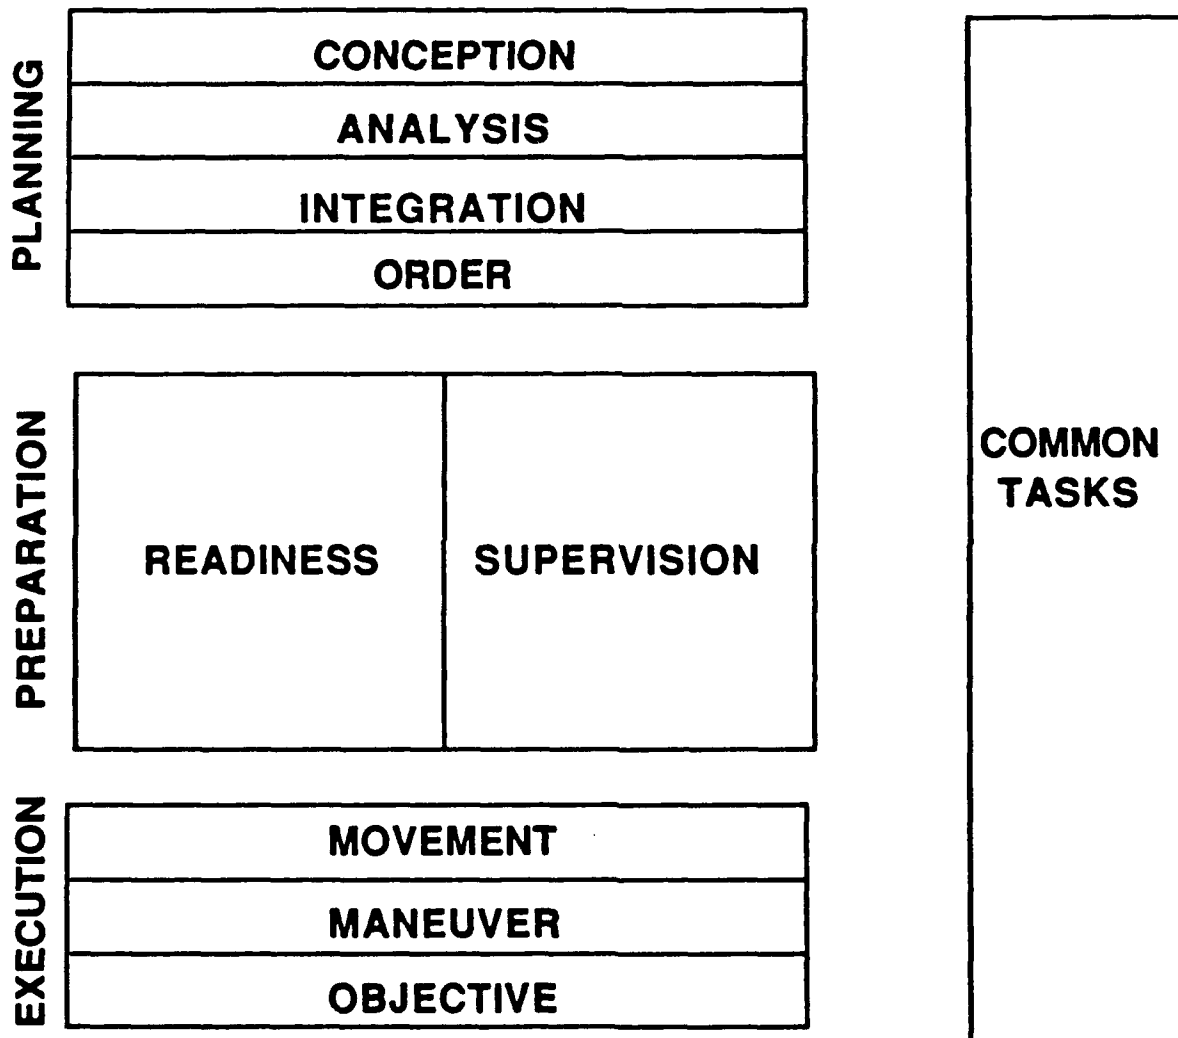 PLANNING
CONCEPTION
ANALYSIS
INTEGRATION
ORDER
PREPARATION
READINESS
SUPERVISION
EXECUTION
MOVEMENT
MANEUVER
OBJECTIVE
COMMON
TASKS